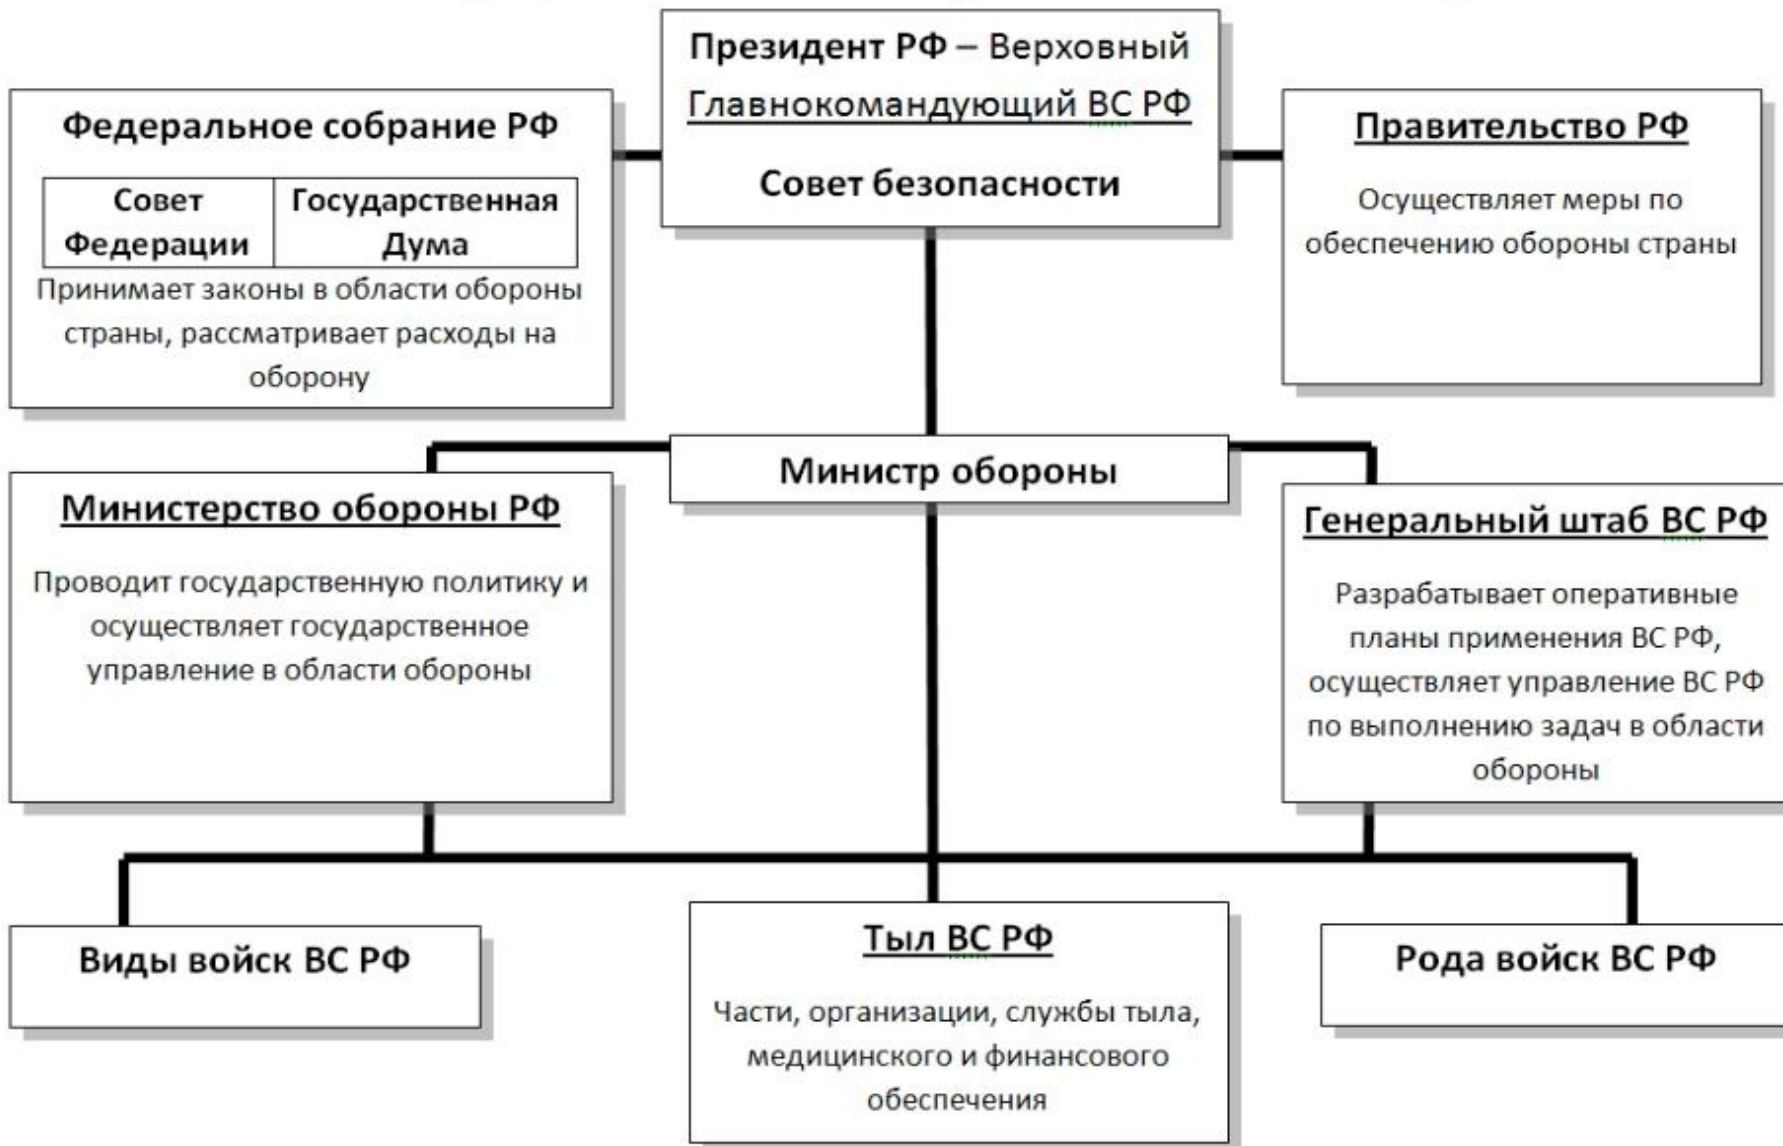 Президент РФ – Верховный
Главнокомандующий ВС РФ
Совет безопасности
Федеральное собрание РФ
Совет
Федерации
Государственная
Дума
Принимает законы в области обороны
страны, рассматривает расходы на
оборону
Правительство РФ
Осуществляет меры по
обеспечению обороны страны
Министр обороны
Министерство обороны РФ
Проводит государственную политику и
осуществляет государственное
управление в области обороны
Генеральный штаб ВС РФ
Разрабатывает оперативные
планы применения ВС РФ,
осуществляет управление ВС РФ
по выполнению задач в области
обороны
Виды войск ВС РФ
Тыл ВС РФ
Части, организации, службы тыла,
медицинского и финансового
обеспечения
Рода войск ВС РФ